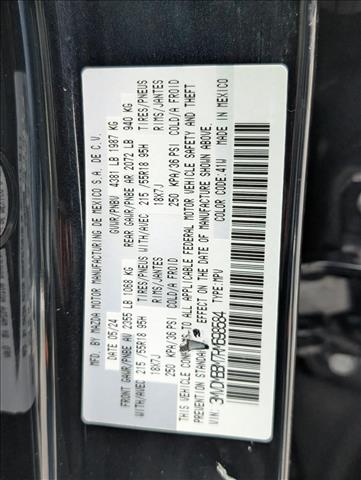 MFD. BY MAZDA MOTOR MANUFACTURING DE MEXICO S.A. DE C.V.
DATE: 05/24 GVWR/PNBV 4381 LB 1987 KG
FRONT GAWR/PNBE AV 2355 LB 1068 KG REAR GAWR/PNBE AR 2072 LB 940 KG
WITH/AVEC 215 /55R18 95H TIRES/PNEUS WITH/AVEC 215 /55R18 95H TIRES/PNEUS
18X7J RIMS/JANTES 18X7J RIMS/JANTES
250 KPA/36 PSI COLD/A FROID 250 KPA/36 PSI COLD/A FROID
THIS VEHICLE TO ALL APPLICABLE FEDERAL MOTOR VEHICLE SAFETY AND THEFT
PREVENTION IN EFFECT ON THE DATE OF MANUFACTURE SHOWN ABOVE.
VIN: TYPE:MPV COLOR CODE:41W MADE IN MEXICO